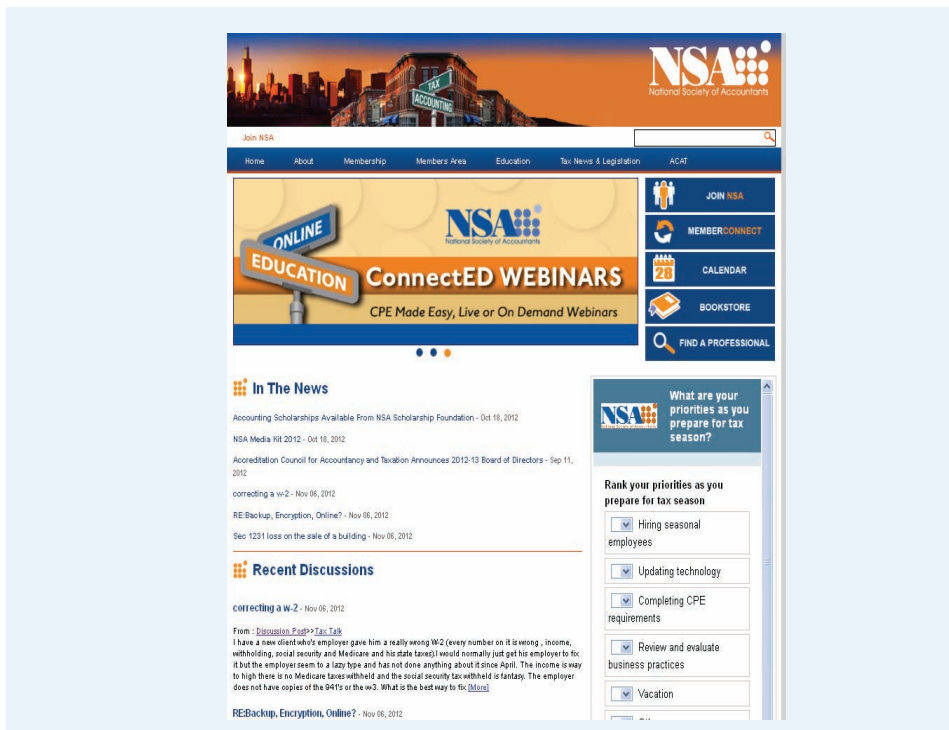 TAX
ACCOUNTING
NSA
National Society of Accountants
Join NSA
Home About Membership Members Area Education Tax News & Legislation ACAT
ONLINE
EDUCATION
NSA
National Society of Accountants
ConnectED WEBINARS
CPE Made Easy, Live or On Demand Webinars
JOIN NSA
MEMBERCONNECT
28
CALENDAR
BOOKSTORE
FIND A PROFESSIONAL
In The News
Accounting Scholarships Available From NSA Scholarship Foundation - Oct 18, 2012
NSA Media Kit 2012 - Oct 18, 2012
Accreditation Council for Accountancy and Taxation Announces 2012-13 Board of Directors - Sep 11,
2012
correcting a w-2 - Nov 06, 2012
RE:Backup, Encryption, Online? - Nov 06, 2012
Sec 1231 loss on the sale of a building - Nov 06, 2012
Recent Discussions
correcting a w-2 - Nov 06, 2012
From : Discussion Post>>Tax Talk
I have a new client who's employer gave him a really wrong W-2 (every number on it is wrong , income,
withholding, social security and Medicare and his state taxes).I would normally just get his employer to fix
it but the employer seem to a lazy type and has not done anything about it since April. The income is way
to high there is no Medicare taxes withheld and the social security tax withheld is fantasy. The employer
does not have copies of the 941's or the w-3. What is the best way to fix [More]
RE:Backup, Encryption, Online? - Nov 06, 2012
NSA
What are your
priorities as you
prepare for tax
season?
Rank your priorities as you
prepare for tax season
Hiring seasonal
employees
Updating technology
Completing CPE
requirements
Review and evaluate
business practices
Vacation